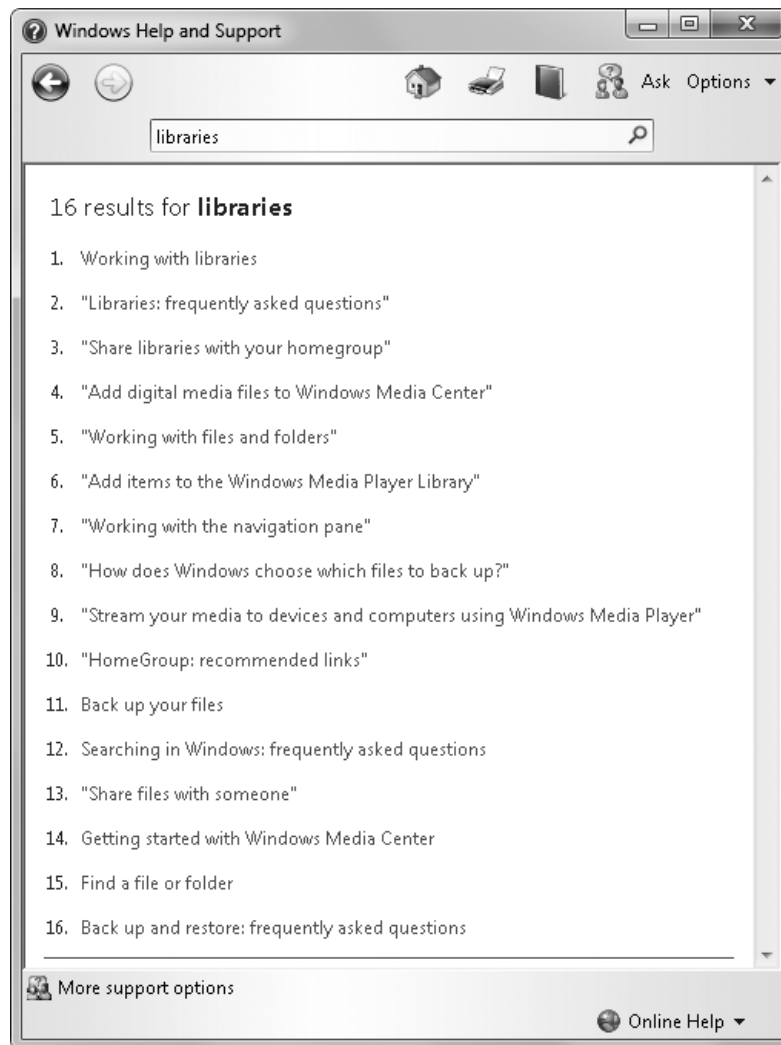 Windows Help and Support
Ask Options
libraries
16 results for libraries
1. Working with libraries
2. "Libraries: frequently asked questions"
3. "Share libraries with your homegroup"
4. "Add digital media files to Windows Media Center"
5. "Working with files and folders"
6. "Add items to the Windows Media Player Library"
7. "Working with the navigation pane"
8. "How does Windows choose which files to back up?"
9. "Stream your media to devices and computers using Windows Media Player"
10. "HomeGroup: recommended links"
11. Back up your files
12. Searching in Windows: frequently asked questions
13. "Share files with someone"
14. Getting started with Windows Media Center
15. Find a file or folder
16. Back up and restore: frequently asked questions
More support options
Online Help